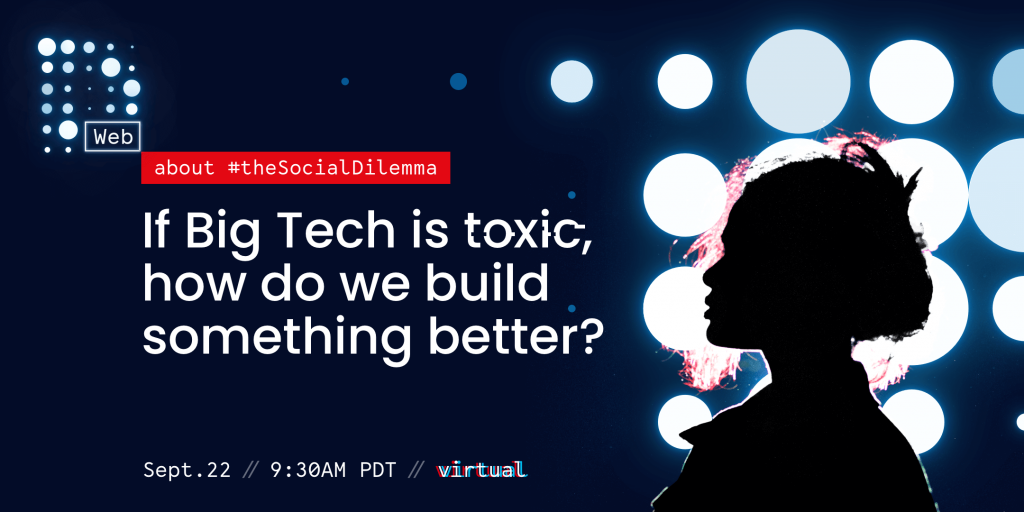 Web
about #theSocialDilemma
If Big Tech is toxic,
how do we build
something better?
Sept.22 // 9:30AM PDT // virtual